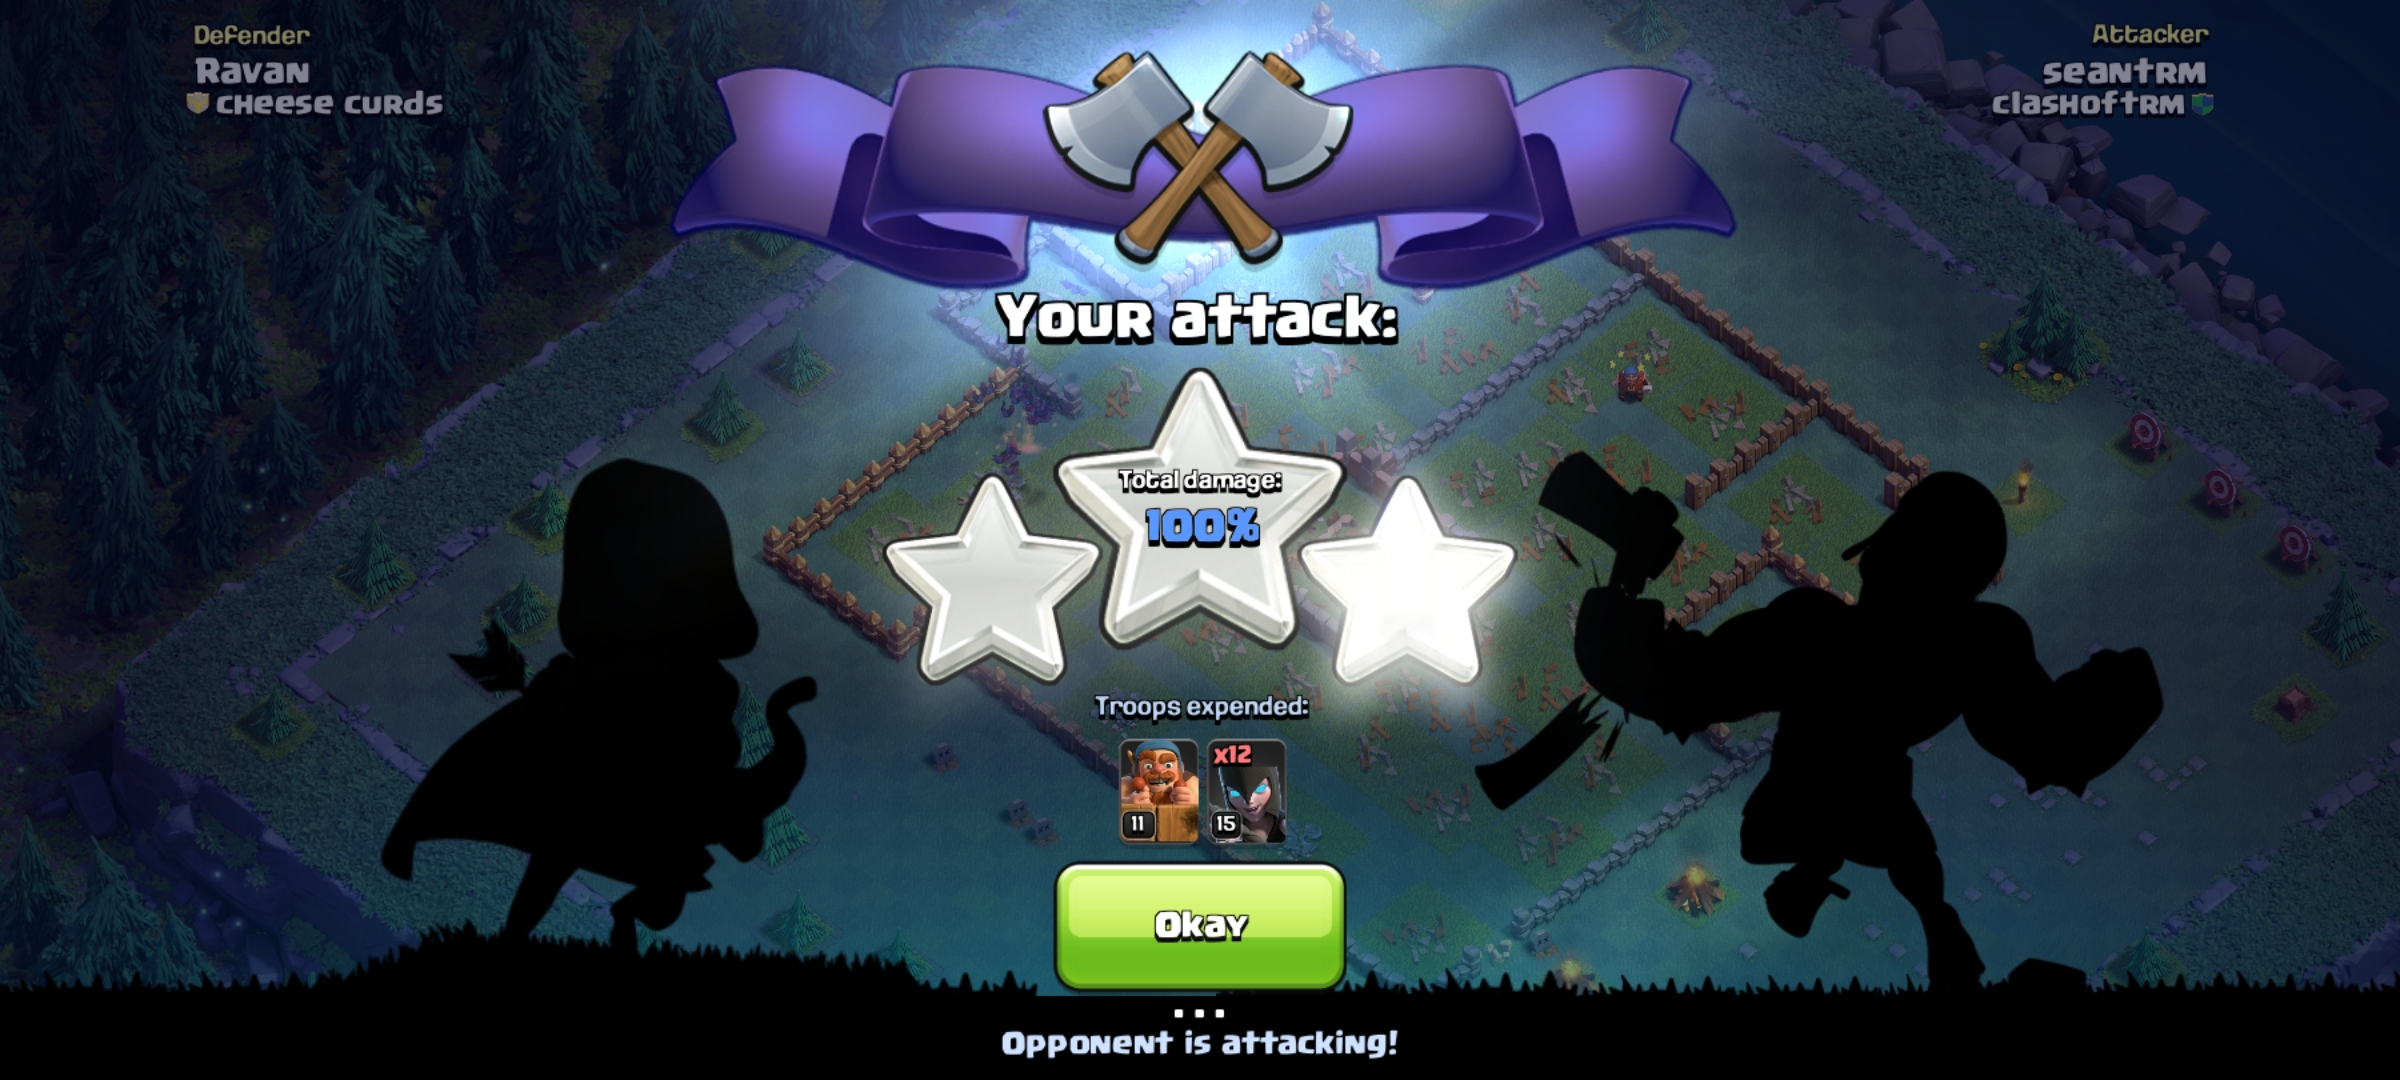 Defender
Ravan
cheese curds
Attacker
seantRM
clashoftRM
Your attack:
Total damage:
100%
Troops expended:
x12
11
15
Okay
...
Opponent is attacking!